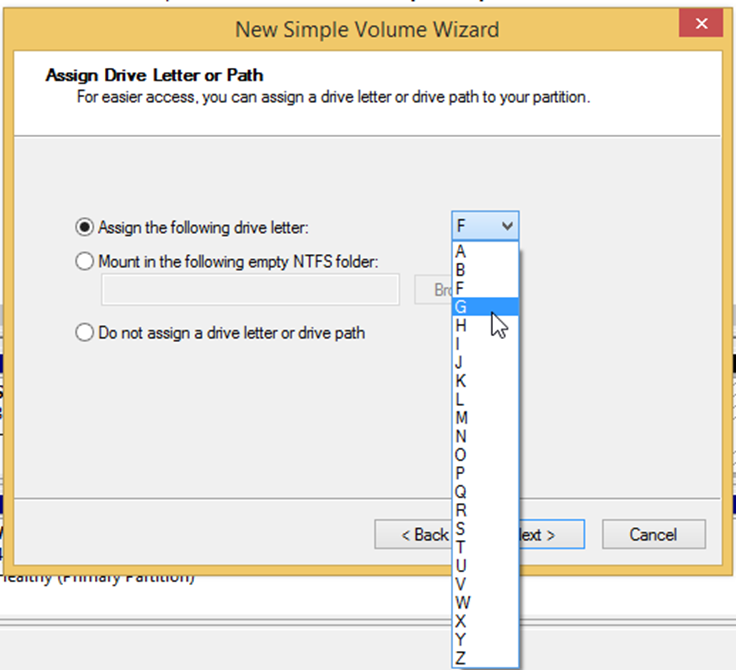 New Simple Volume Wizard
Assign Drive Letter or Path
For easier access, you can assign a drive letter or drive path to your partition.
Assign the following drive letter:
F
Mount in the following empty NTFS folder:
Do not assign a drive letter or drive path
A
B
F
G
H
I
J
K
L
M
N
O
P
Q
R
S
T
U
V
W
X
Y
Z
< Back
ext >
Cancel
ealthy (Primary Partition)